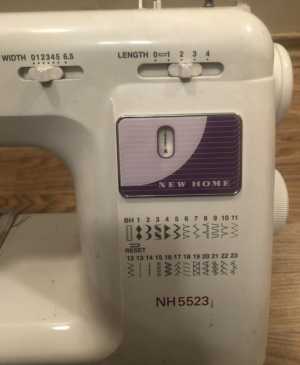 WIDTH 0 1 2 3 4 5 6.5
LENGTH 0 1 2 3 4
NEW HOME
BH 1 2 3 4 5 6 7 8 9 10 11
RESET
12 13 14 15 16 17 18 19 20 21 22 23
NH5523